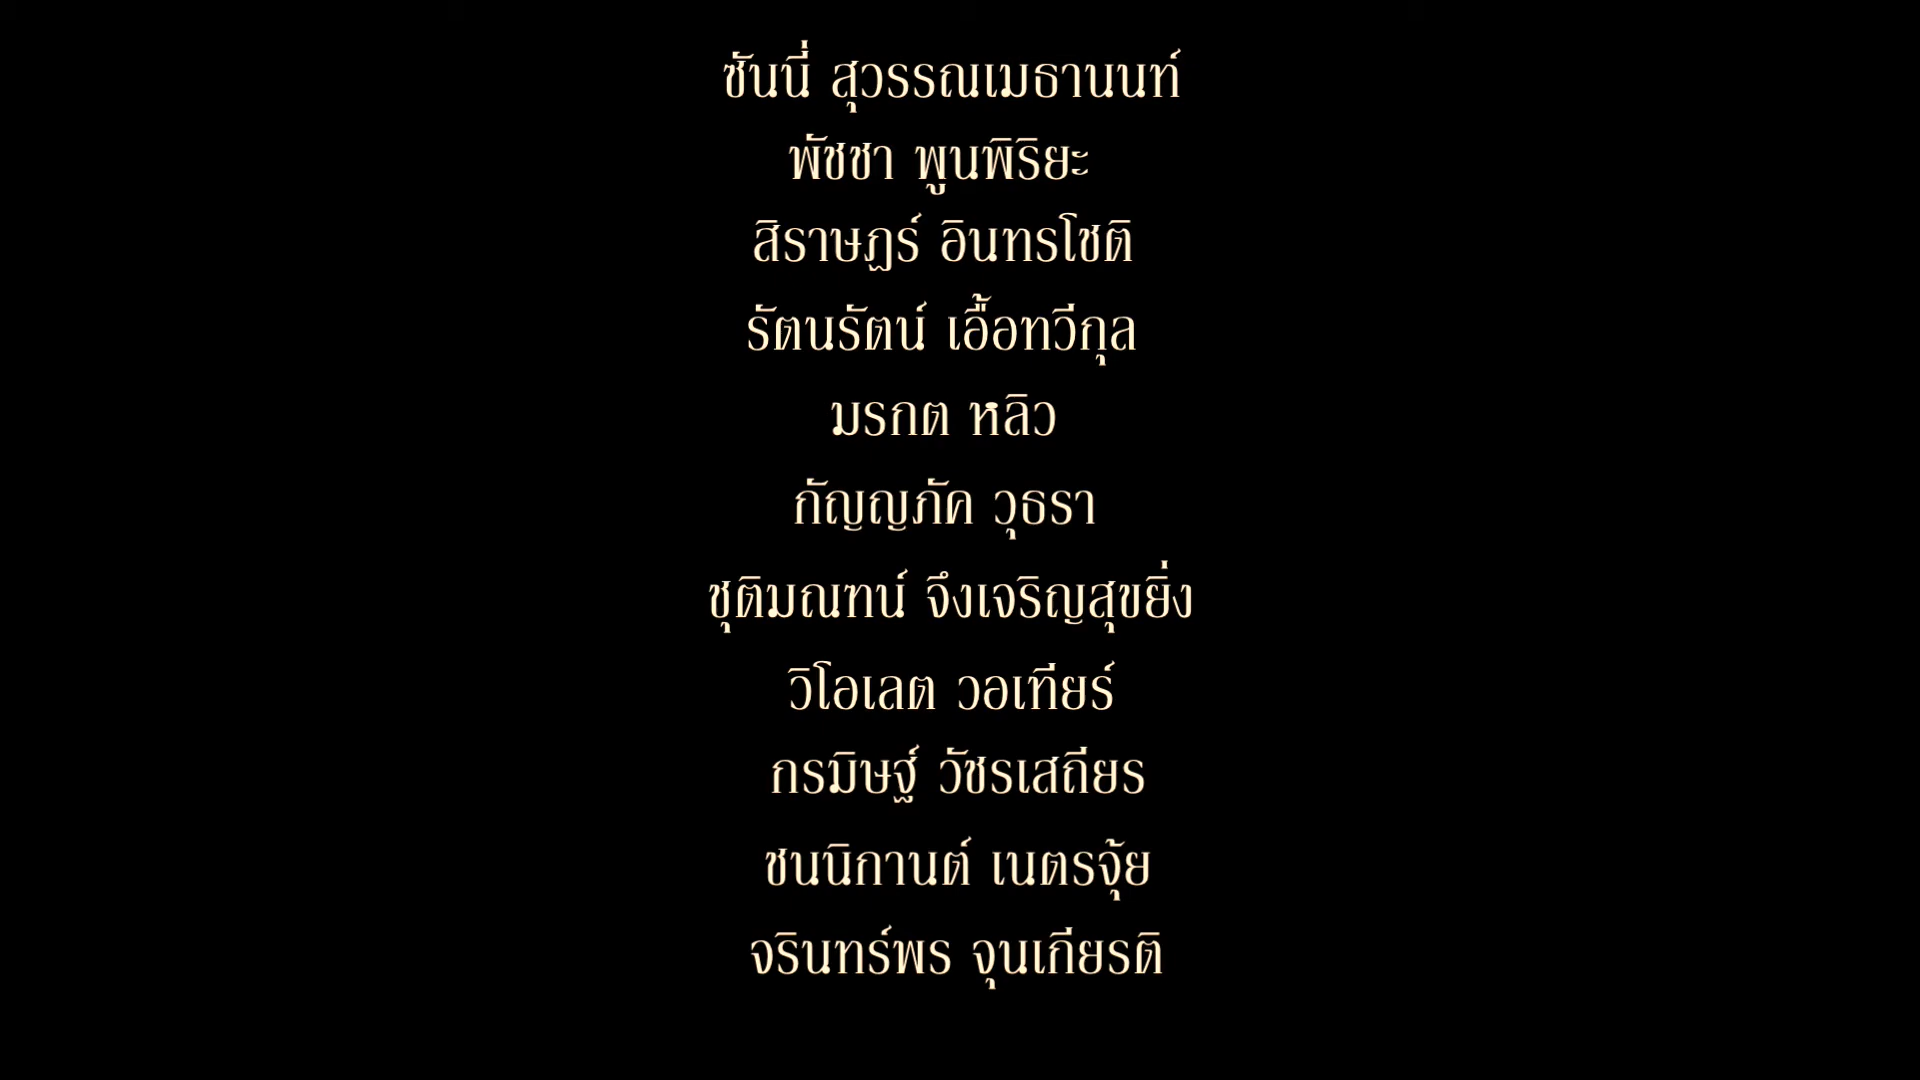 ซันนี่ สุวรรณเมธานนท์
พัชชา พูนพิริยะ
สิราษฎร์ อินทรโชติ
รัตนรัตน์ เอื้อทวีกุล
มรกต หลิว
กัญญภัค วุธรา
ชุติมณฑน์ จึงเจริญสุขยิ่ง
วิโอเลต วอเทียร์
กรมิษฐ์ วัชรเสถียร
ชนนิกานต์ เนตรจุ้ย
จรินทร์พร จุนเกียรติ